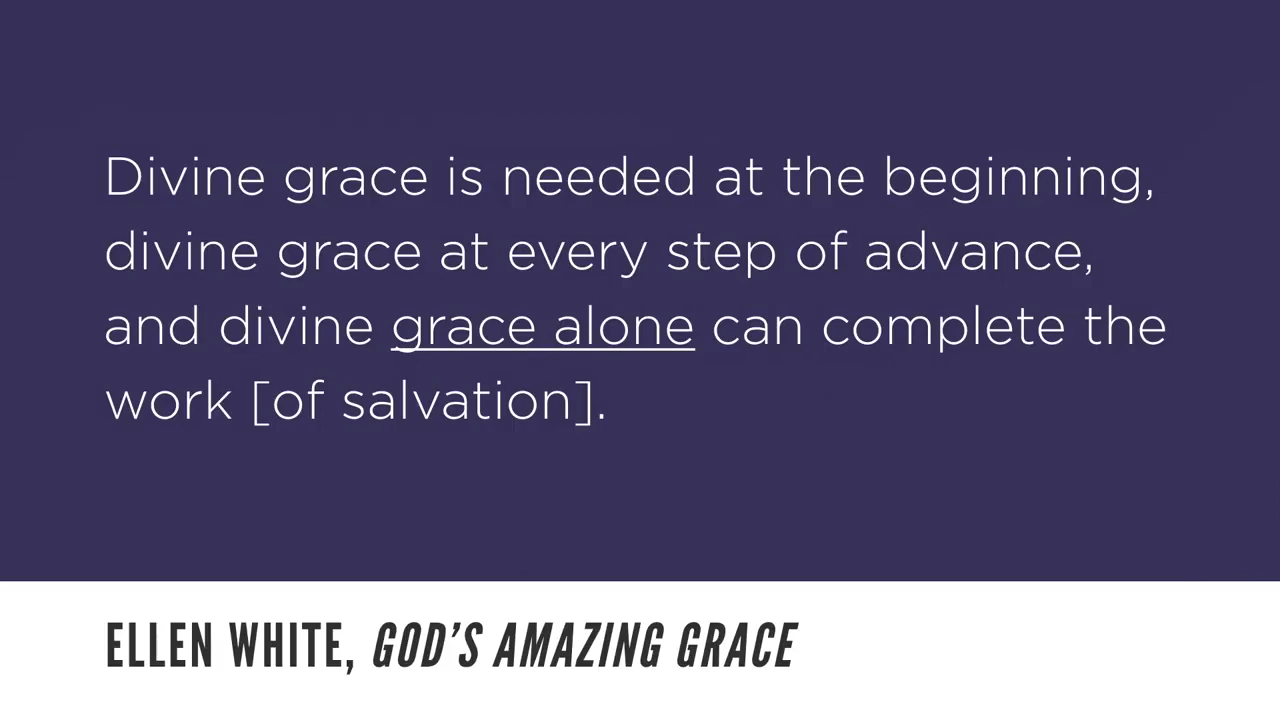 Divine grace is needed at the beginning,
divine grace at every step of advance,
and divine grace alone can complete the
work [of salvation].
ELLEN WHITE, GOD'S AMAZING GRACE